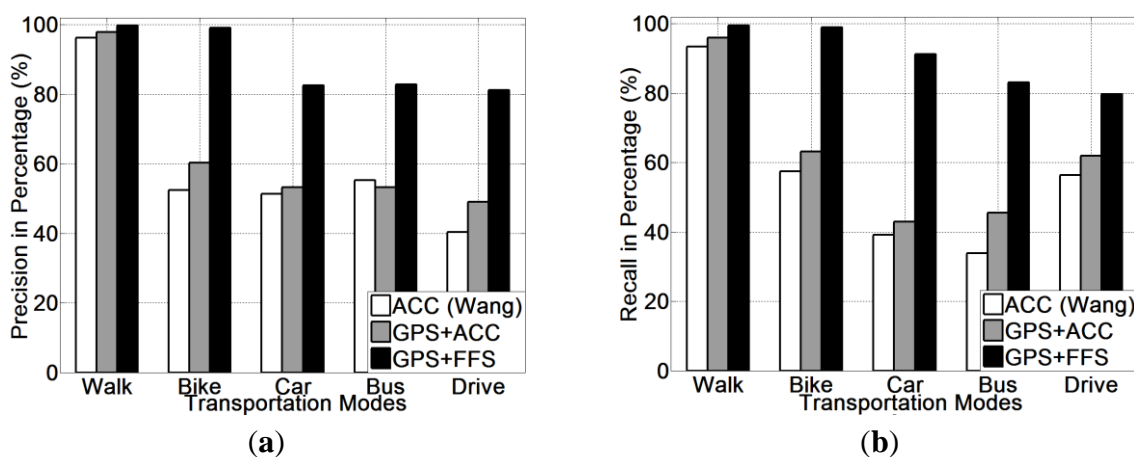 Precision in Percentage (%)
100
80
60
40
20
0
ACC (Wang)
GPS+ACC
GPS+FFS
Walk Bike Car Bus Drive
Transportation Modes
(a)
Recall in Percentage (%)
100
80
60
40
20
0
ACC (Wang)
GPS+ACC
GPS+FFS
Walk Bike Car Bus Drive
Transportation Modes
(b)